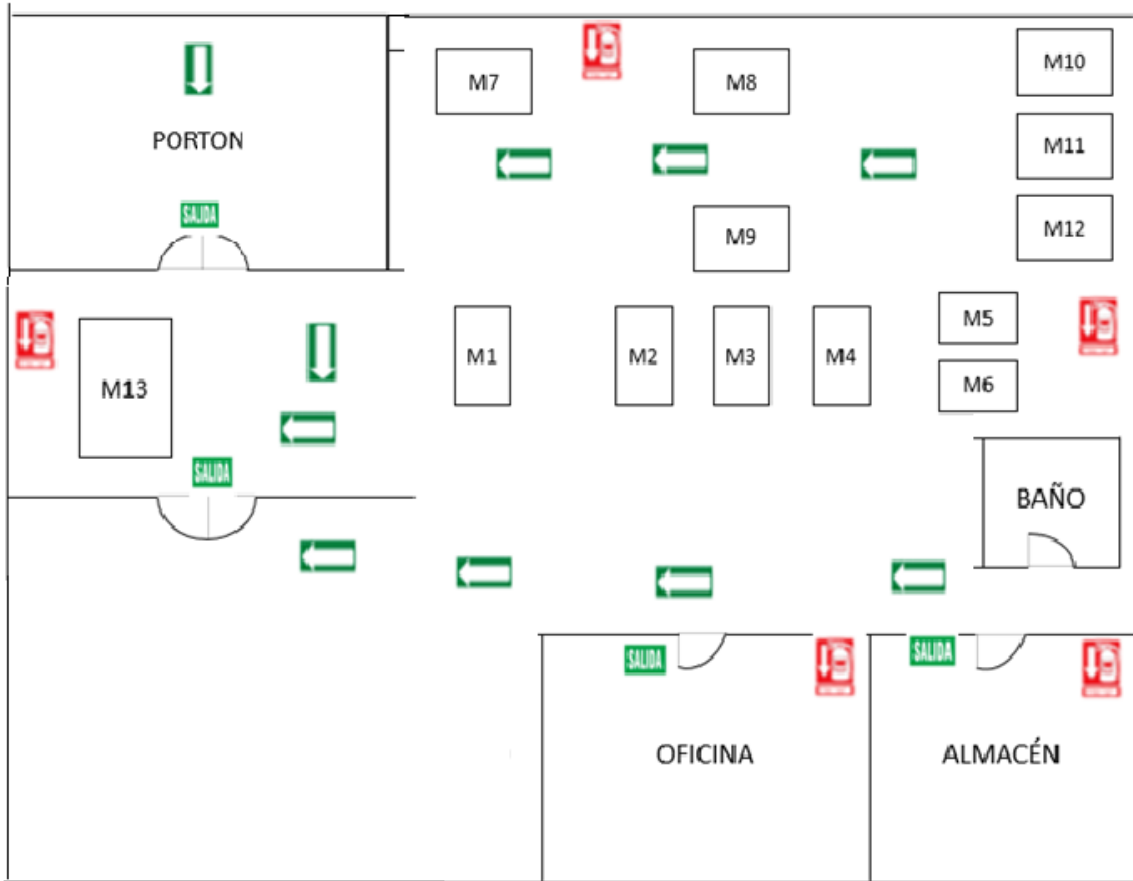 M7
M8
M10
PORTON
M11
SALIDA
M9
M12
M1
M2
M3
M4
M5
M6
M13
SALIDA
BAÑO
SALIDA
SALIDA
OFICINA
ALMACÉN